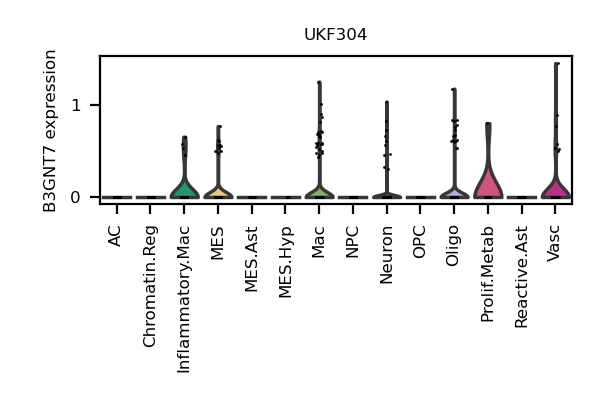 UKF304
B3GNT7 expression
1
0
AC
Chromatin.Reg
Inflammatory.Mac
MES
MES.Ast
MES.Hyp
Mac
NPC
Neuron
OPC
Oligo
Prolif.Metab
Reactive.Ast
Vasc